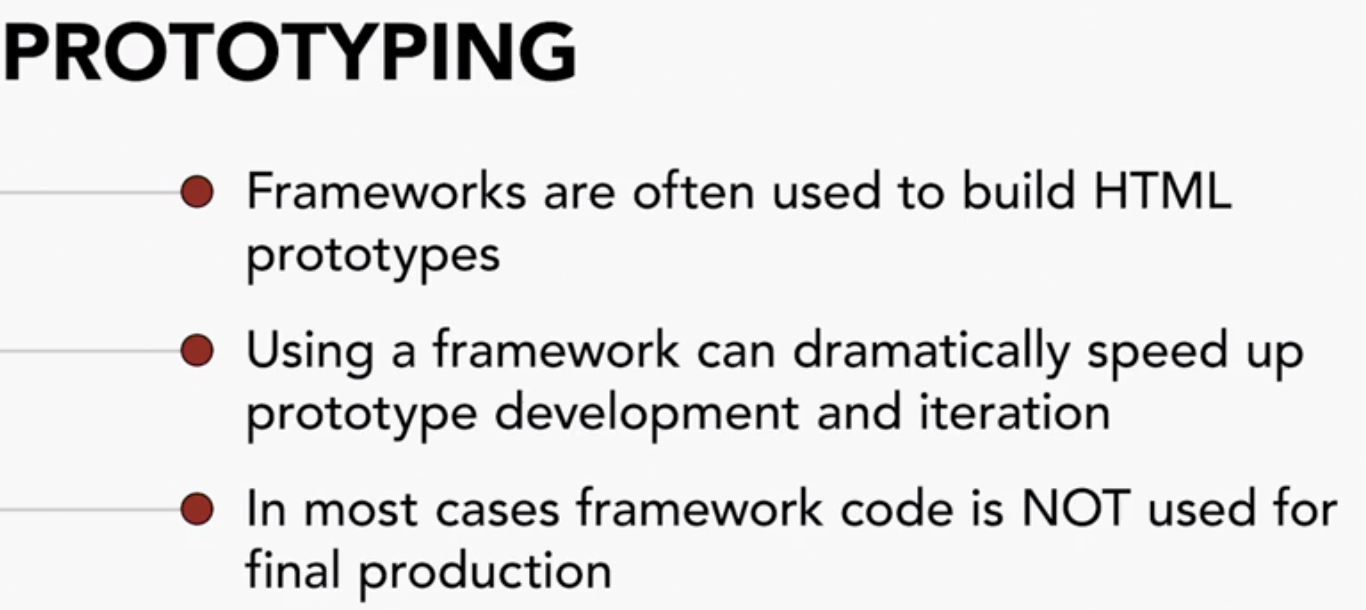 PROTOTYPING
Frameworks are often used to build HTML
prototypes
Using a framework can dramatically speed up
prototype development and iteration
In most cases framework code is NOT used for
final production